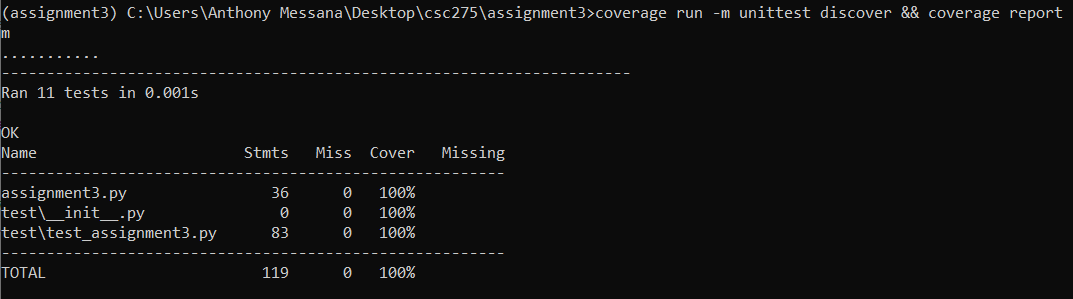 (assignment3) C:\Users\Anthony Messana\Desktop\csc275\assignment3>coverage run -m unittest discover && coverage report
m
...........
----------------------------------------------------------------------
Ran 11 tests in 0.001s
OK
Name                         Stmts   Miss  Cover   Missing
--------------------------------------------------------
assignment3.py                  36      0   100%
test\__init__.py                 0      0   100%
test\test_assignment3.py        83      0   100%
--------------------------------------------------------
TOTAL                          119      0   100%